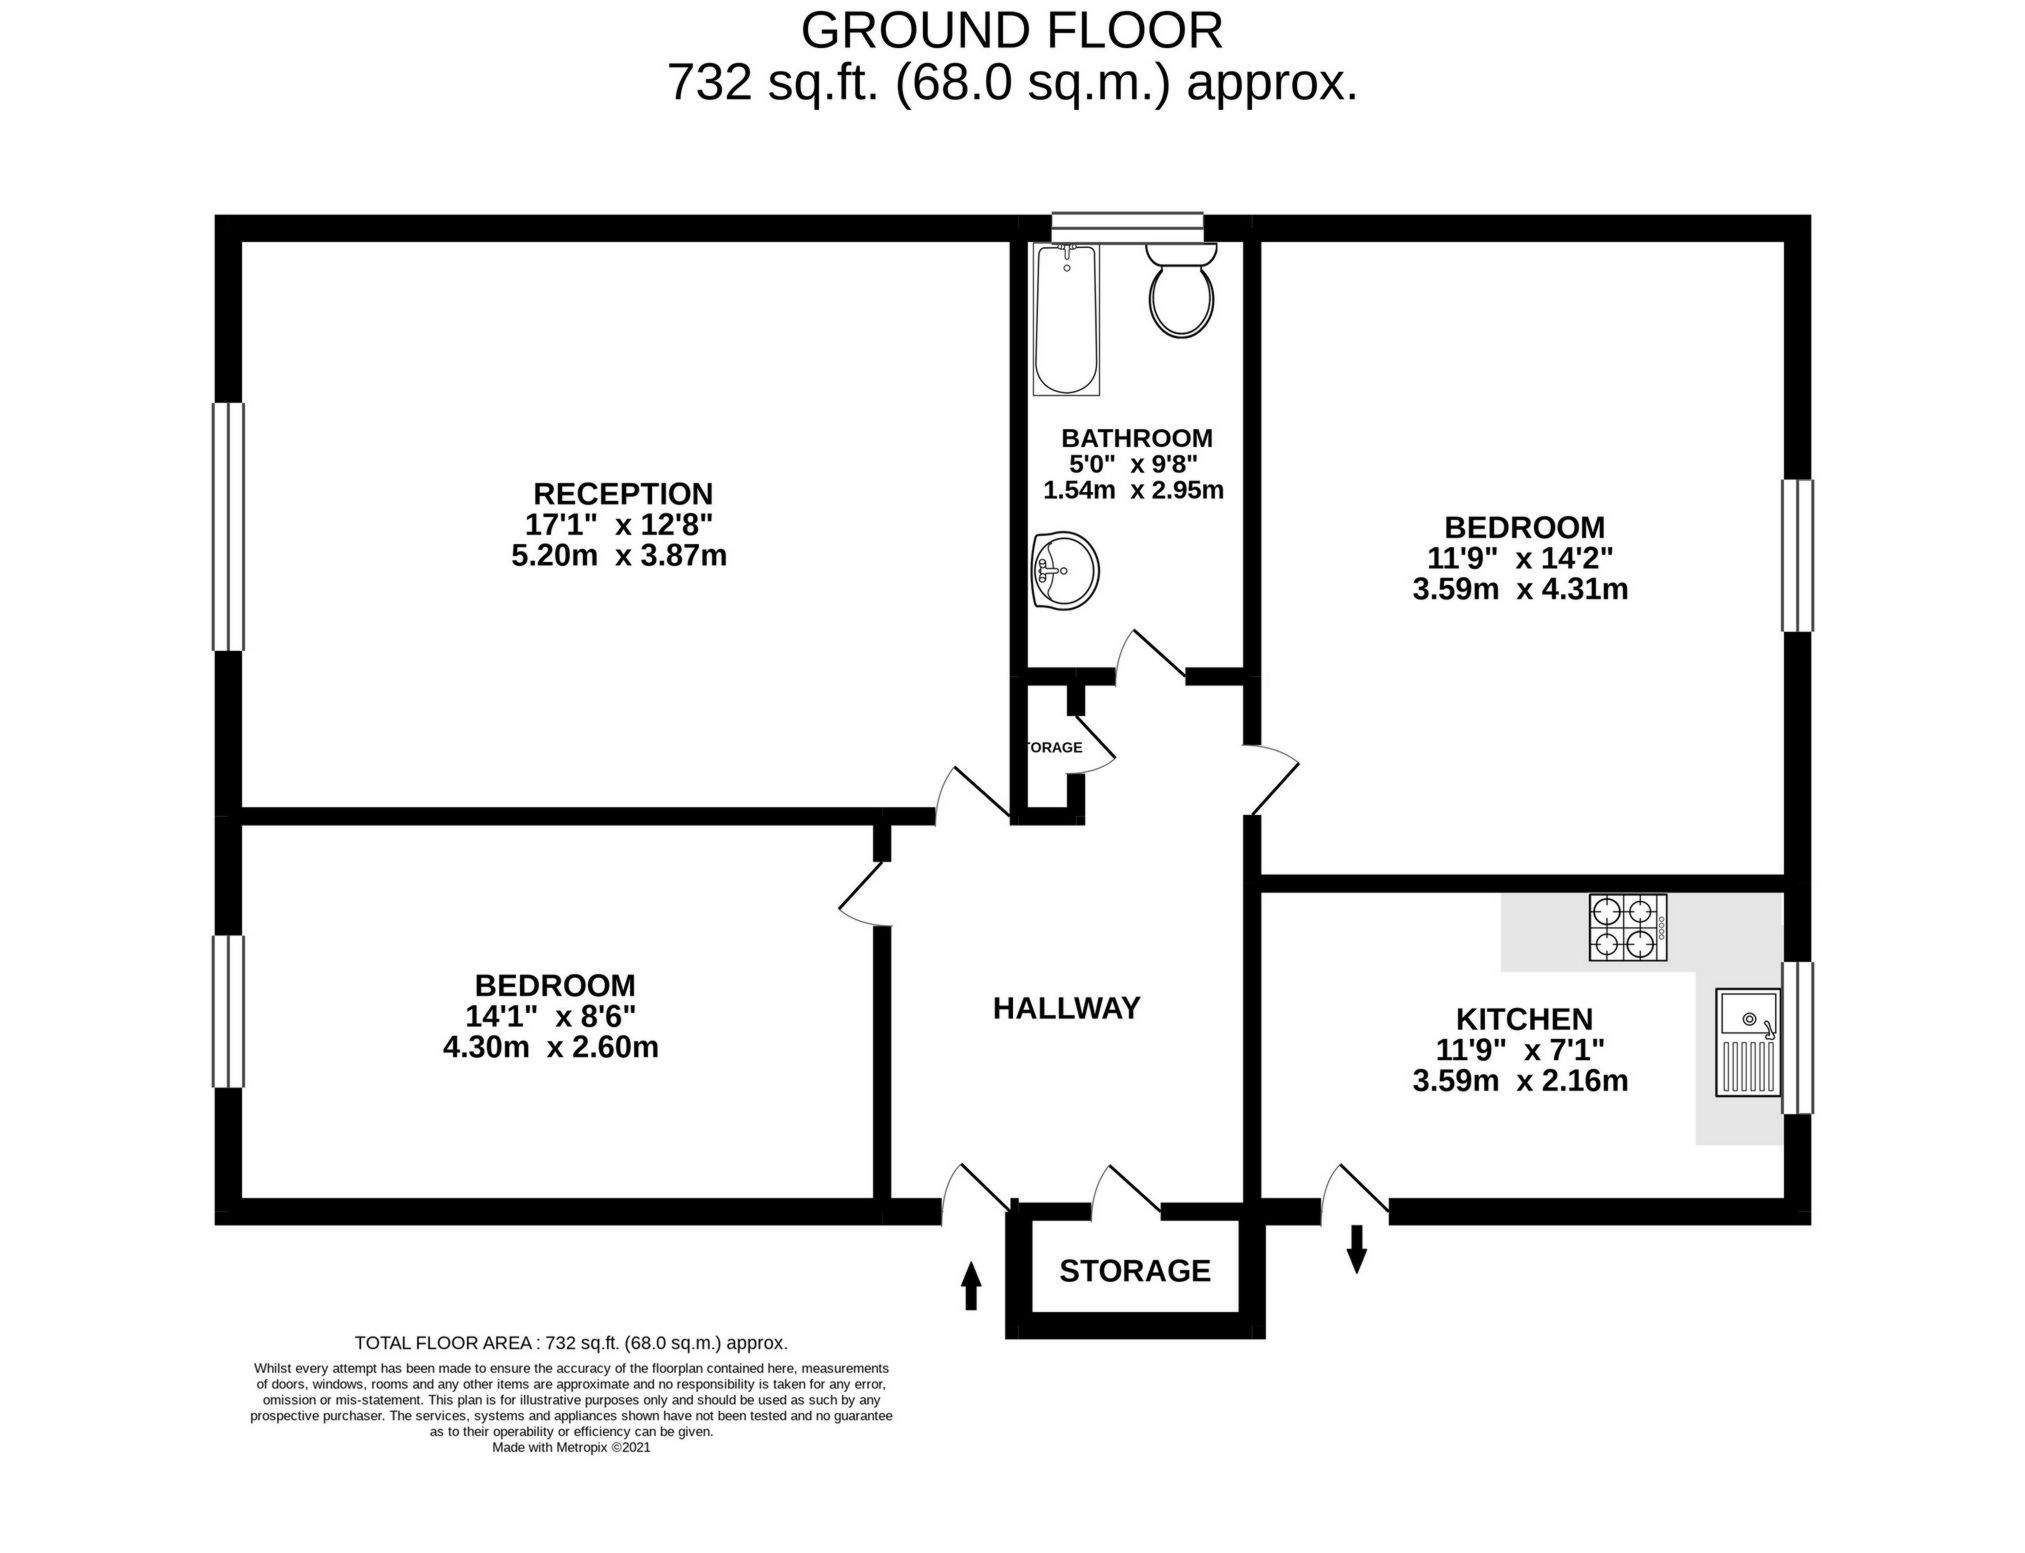 GROUND FLOOR
732 sq.ft. (68.0 sq.m.) approx.
RECEPTION
17'1"  x 12'8"
5.20m  x 3.87m
BATHROOM
5'0"  x 9'8"
1.54m  x 2.95m
BEDROOM
11'9"  x 14'2"
3.59m  x 4.31m
TORAGE
BEDROOM
14'1"  x 8'6"
4.30m  x 2.60m
HALLWAY
KITCHEN
11'9"  x 7'1"
3.59m  x 2.16m
STORAGE
TOTAL FLOOR AREA : 732 sq.ft. (68.0 sq.m.) approx.
Whilst every attempt has been made to ensure the accuracy of the floorplan contained here, measurements
of doors, windows, rooms and any other items are approximate and no responsibility is taken for any error,
omission or mis-statement. This plan is for illustrative purposes only and should be used as such by any
prospective purchaser. The services, systems and appliances shown have not been tested and no guarantee
as to their operability or efficiency can be given.
Made with Metropix ©2021